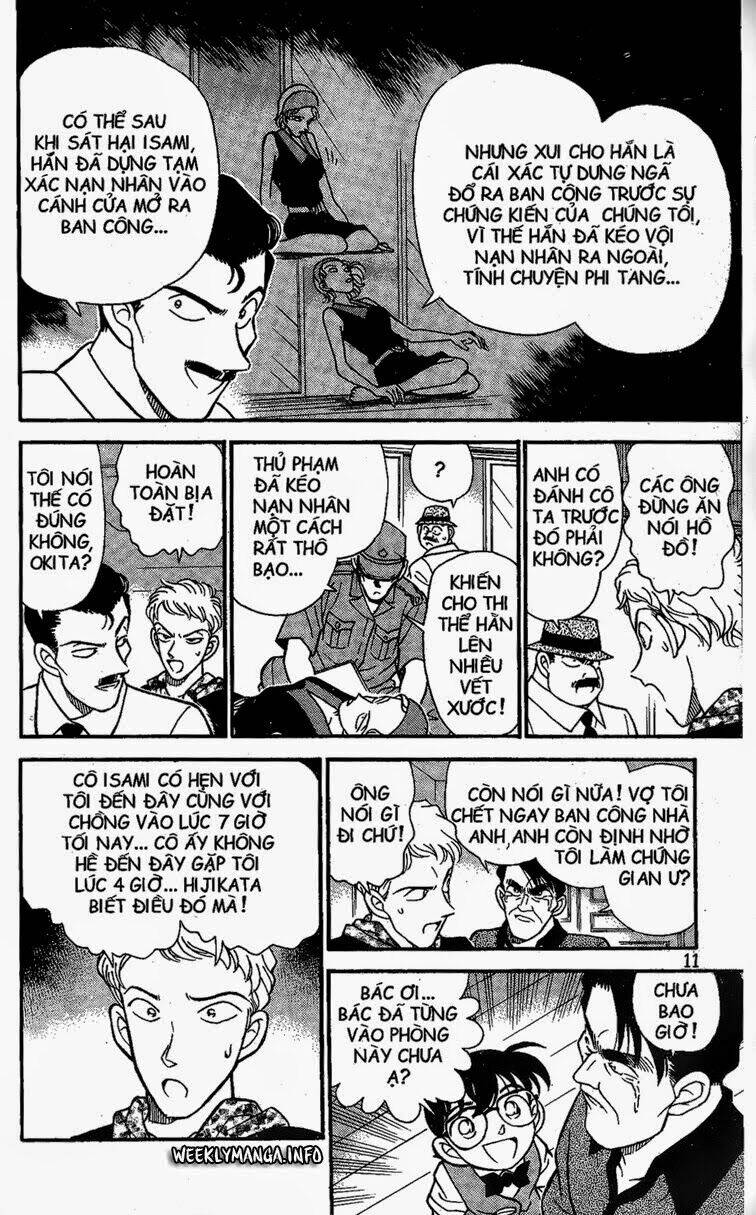 CÓ THỂ SAU
KHI SÁT HẠI ISAMI,
HẮN ĐÃ DỰNG TẠM
XÁC NẠN NHÂN VÀO
CÁNH CỬA MỞ RA
BAN CÔNG...
NHƯNG XUI CHO HẮN LÀ
CÁI XÁC TỰ DƯNG NGÃ
ĐỔ RA BAN CÔNG TRƯỚC SỰ
CHỨNG KIẾN CỦA CHÚNG TÔI,
VÌ THẾ HẮN ĐÃ KÉO VỘI
NẠN NHÂN RA NGOÀI,
TÍNH CHUYỆN PHI TANG...
TÔI NÓI
THẾ CÓ
ĐÚNG
KHÔNG,
OKITA?
HOÀN
TOÀN BỊA
ĐẶT!
THỦ PHẠM
ĐÃ KÉO
NẠN NHÂN
MỘT CÁCH
RẤT THÔ
BẠO...
?
KHIẾN
CHO THI
THỂ HẰN
LÊN
NHIỀU
VẾT
XƯỚC!
ANH CÓ
ĐÁNH CÔ
TA TRƯỚC
ĐÓ PHẢI
KHÔNG?
CÁC ÔNG
ĐỪNG ĂN
NÓI HỒ
ĐỒ!
CÔ ISAMI CÓ HẸN VỚI
TÔI ĐẾN ĐÂY CÙNG VỚI
CHỒNG VÀO LÚC 7 GIỜ
TỐI NAY... CÔ ẤY KHÔNG
HỀ ĐẾN ĐÂY GẶP TÔI
LÚC 4 GIỜ... HIJIKATA
BIẾT ĐIỀU ĐÓ MÀ!
ÔNG
NÓI GÌ
ĐI CHỨ!
CÒN NÓI GÌ NỮA! VỢ TÔI
CHẾT NGAY BAN CÔNG NHÀ
ANH, ANH CÒN ĐỊNH NHỜ
TÔI LÀM CHỨNG
GIAN Ư?
11
BÁC ƠI...
BÁC ĐÃ TỪNG
VÀO PHÒNG
NÀY CHƯA
Ạ?
CHƯA
BAO
GIỜ!
WEEKLYMANGA.INFO